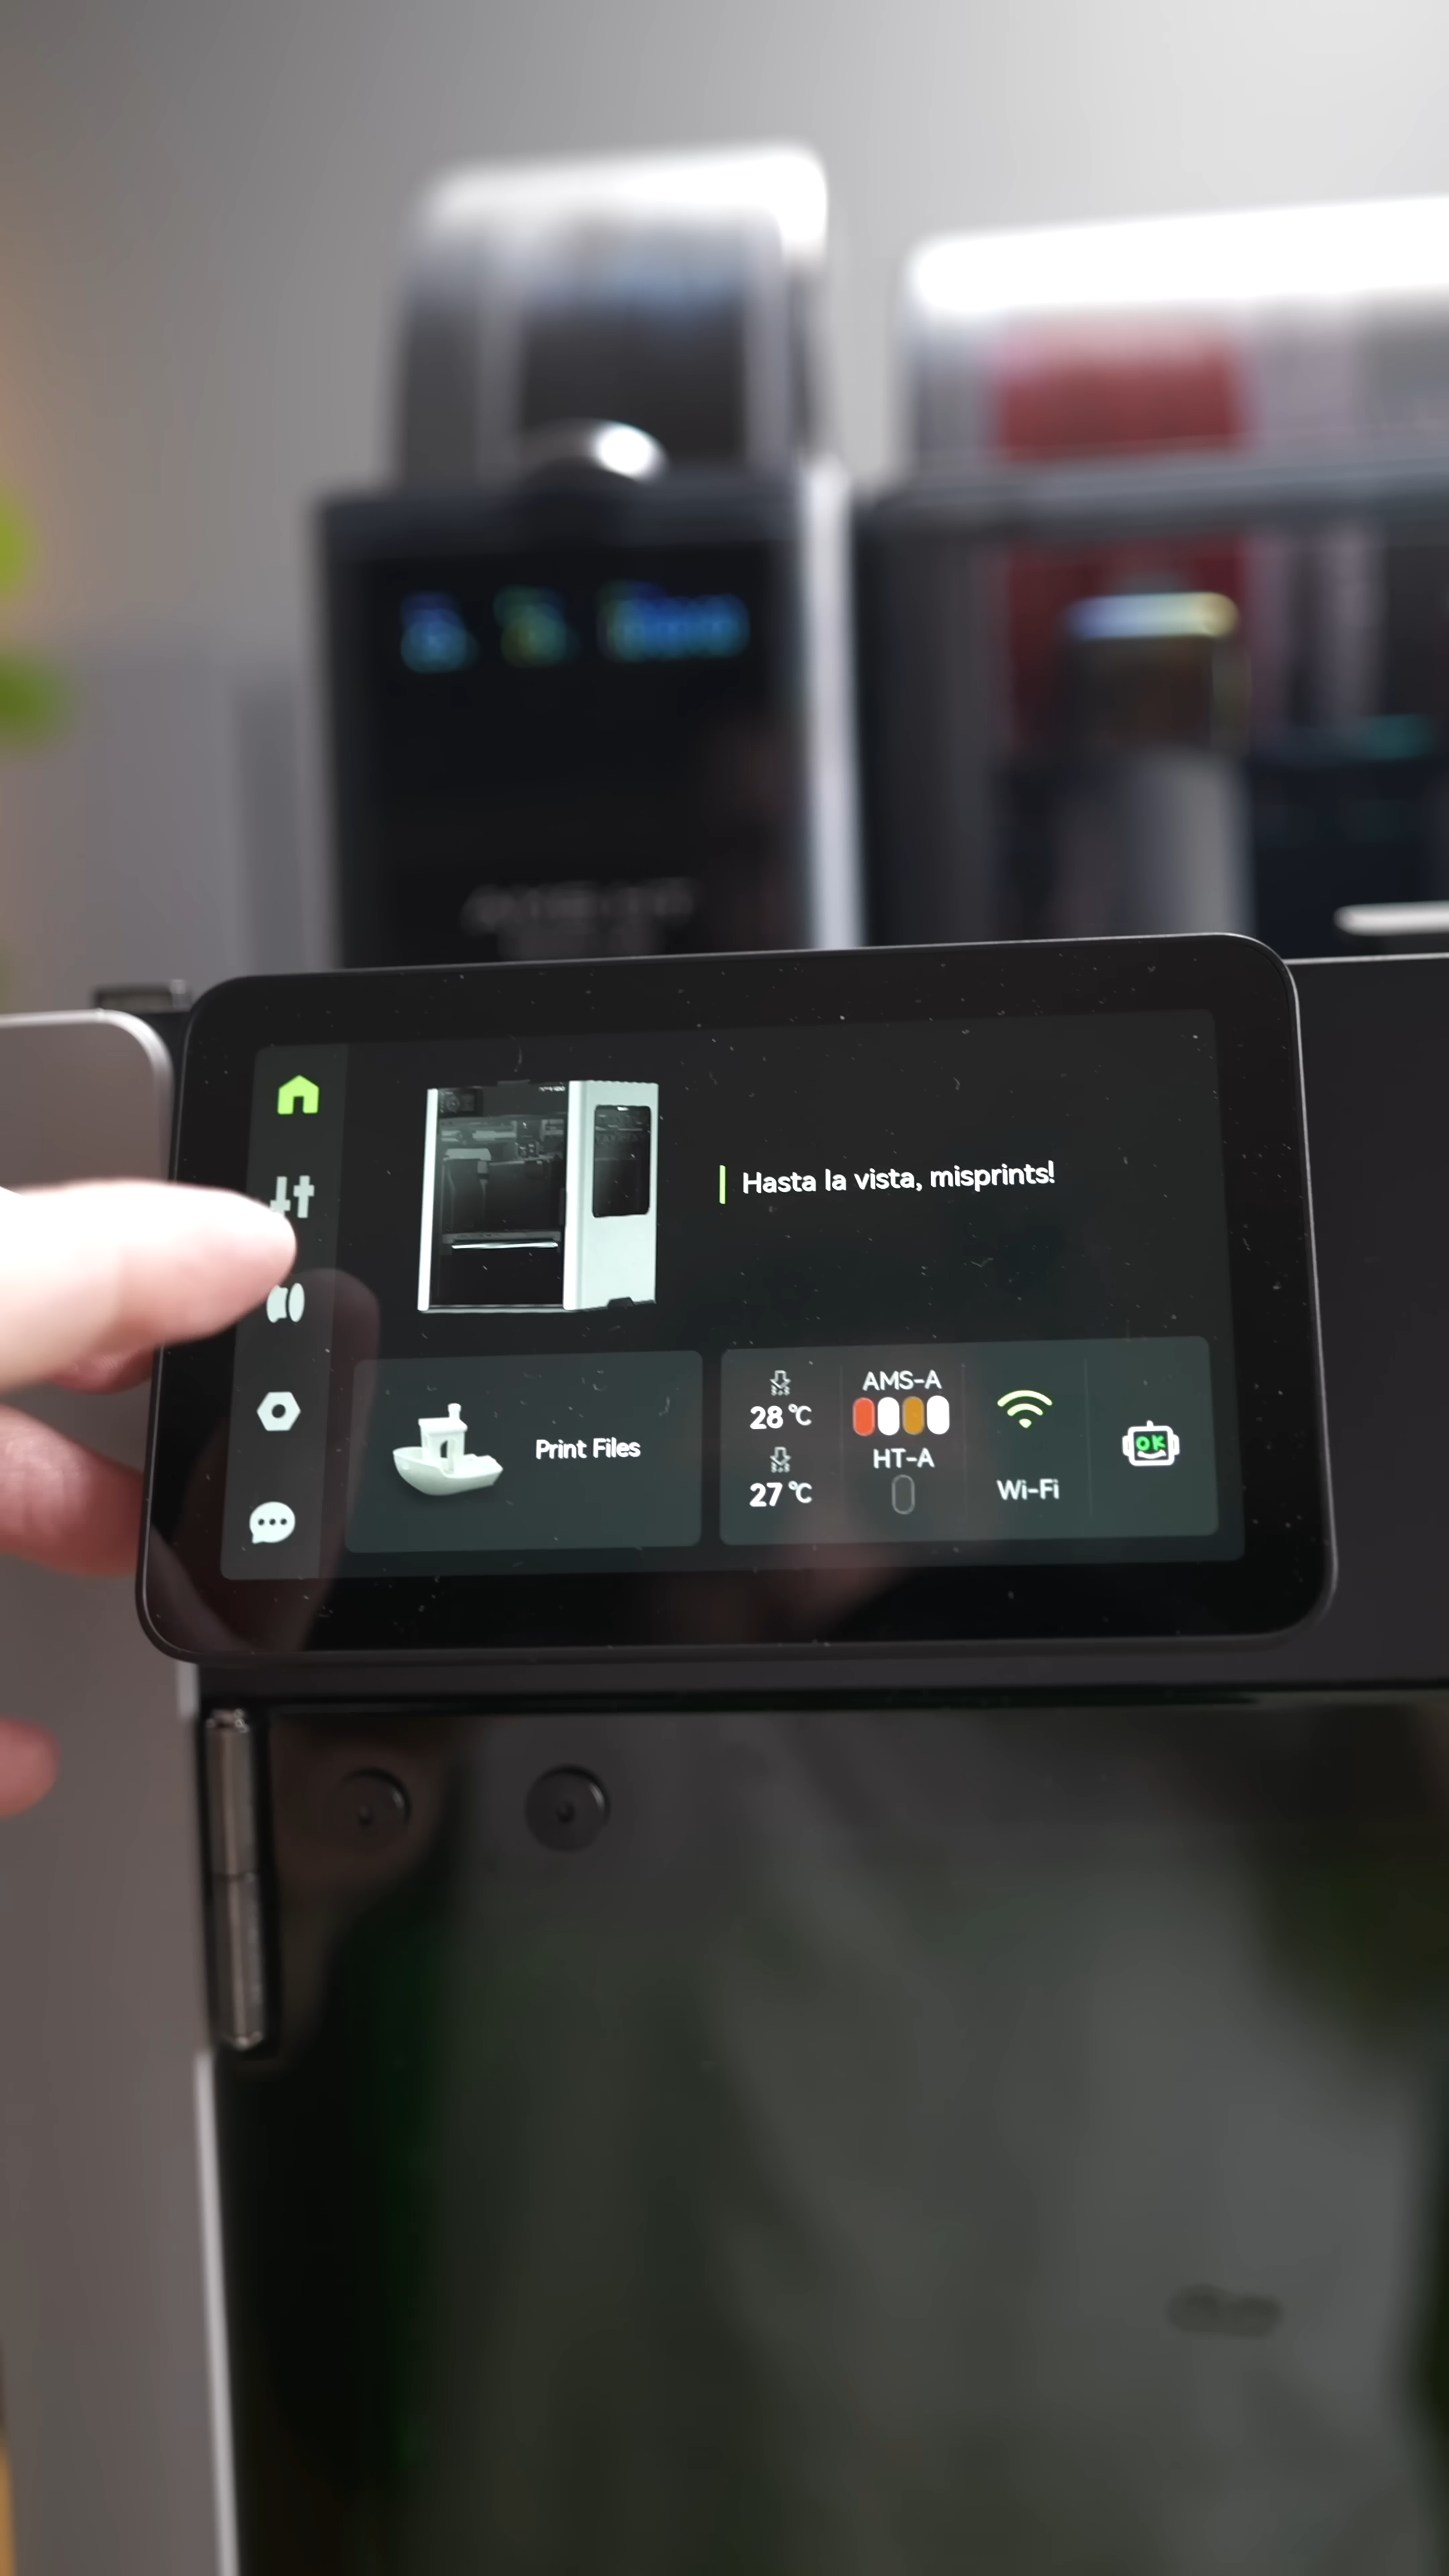 Hasta la vista, misprints!
Print Files
28 °C
27 °C
AMS-A
HT-A
Wi-Fi
OK